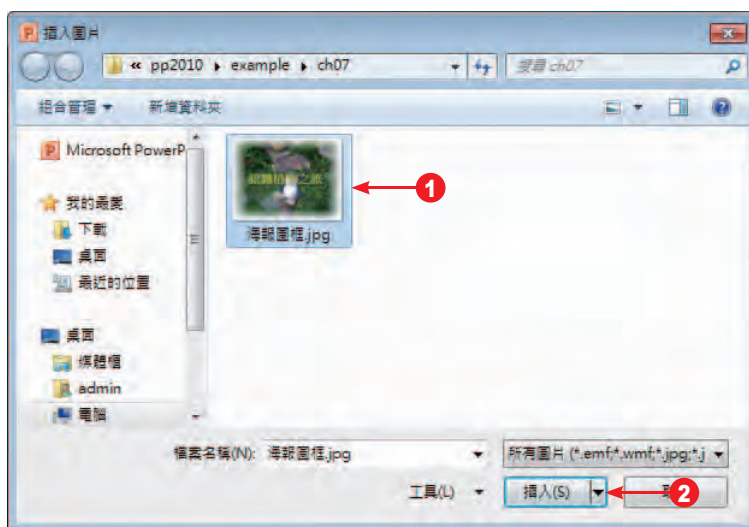 插入圖片
« pp2010 ▸ example ▸ ch07
搜尋 ch07
組合管理 ▼ 新增資料夾
Microsoft PowerP
我的最愛
下載
桌面
最近的位置
桌面
媒體櫃
admin
電腦
海報圖框.jpg
1
檔案名稱(N): 海報圖框.jpg
所有圖片 (*.emf;*.wmf;*.jpg;*.j
工具(L) 插入(S)
2